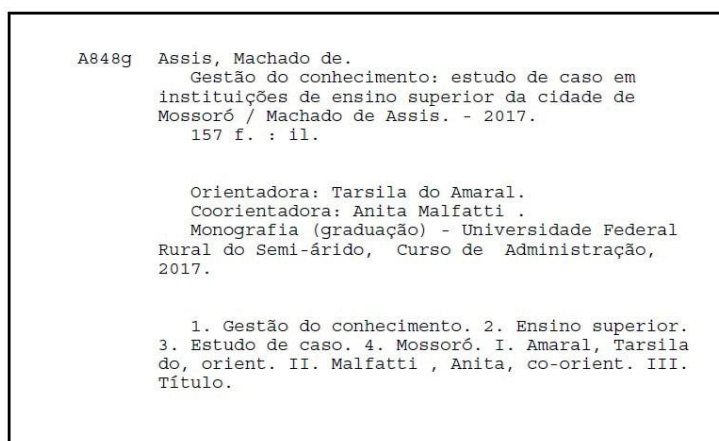 A848g Assis, Machado de.
Gestão do conhecimento: estudo de caso em
instituições de ensino superior da cidade de
Mossoró / Machado de Assis. - 2017.
157 f. : il.
Orientadora: Tarsila do Amaral.
Coorientadora: Anita Malfatti .
Monografia (graduação) - Universidade Federal
Rural do Semi-árido, Curso de Administração,
2017.
1. Gestão do conhecimento. 2. Ensino superior.
3. Estudo de caso. 4. Mossoró. I. Amaral, Tarsila
do, orient. II. Malfatti , Anita, co-orient. III.
Título.